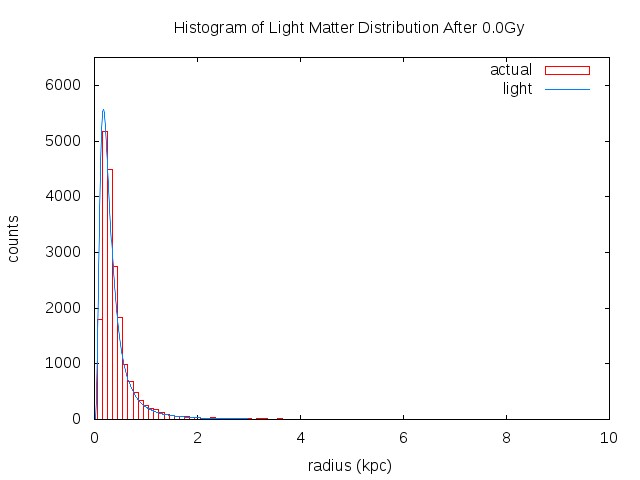 Histogram of Light Matter Distribution After 0.0Gy
actual
light
6000
5000
4000
3000
2000
1000
0
counts
0 2 4 6 8 10
radius (kpc)